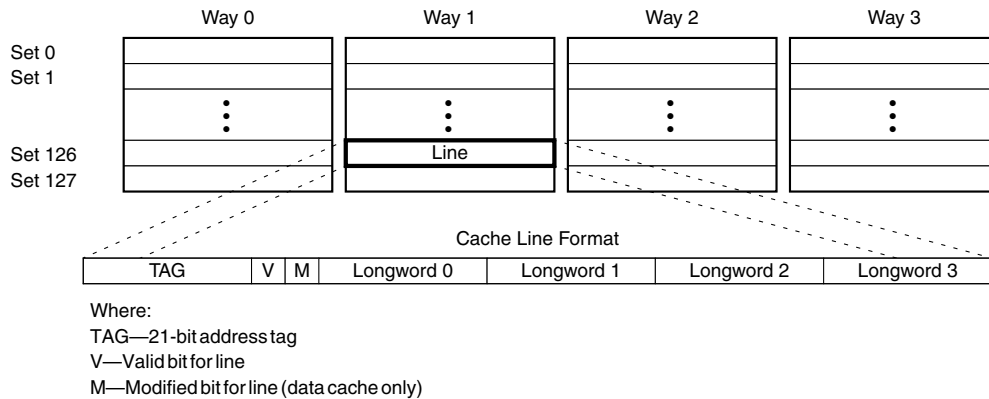 Way 0 Way 1 Way 2 Way 3
Set 0
Set 1
Set 126
Line
Set 127
Cache Line Format
TAG V M Longword 0 Longword 1 Longword 2 Longword 3
Where:
TAG—21-bit address tag
V—Valid bit for line
M—Modified bit for line (data cache only)